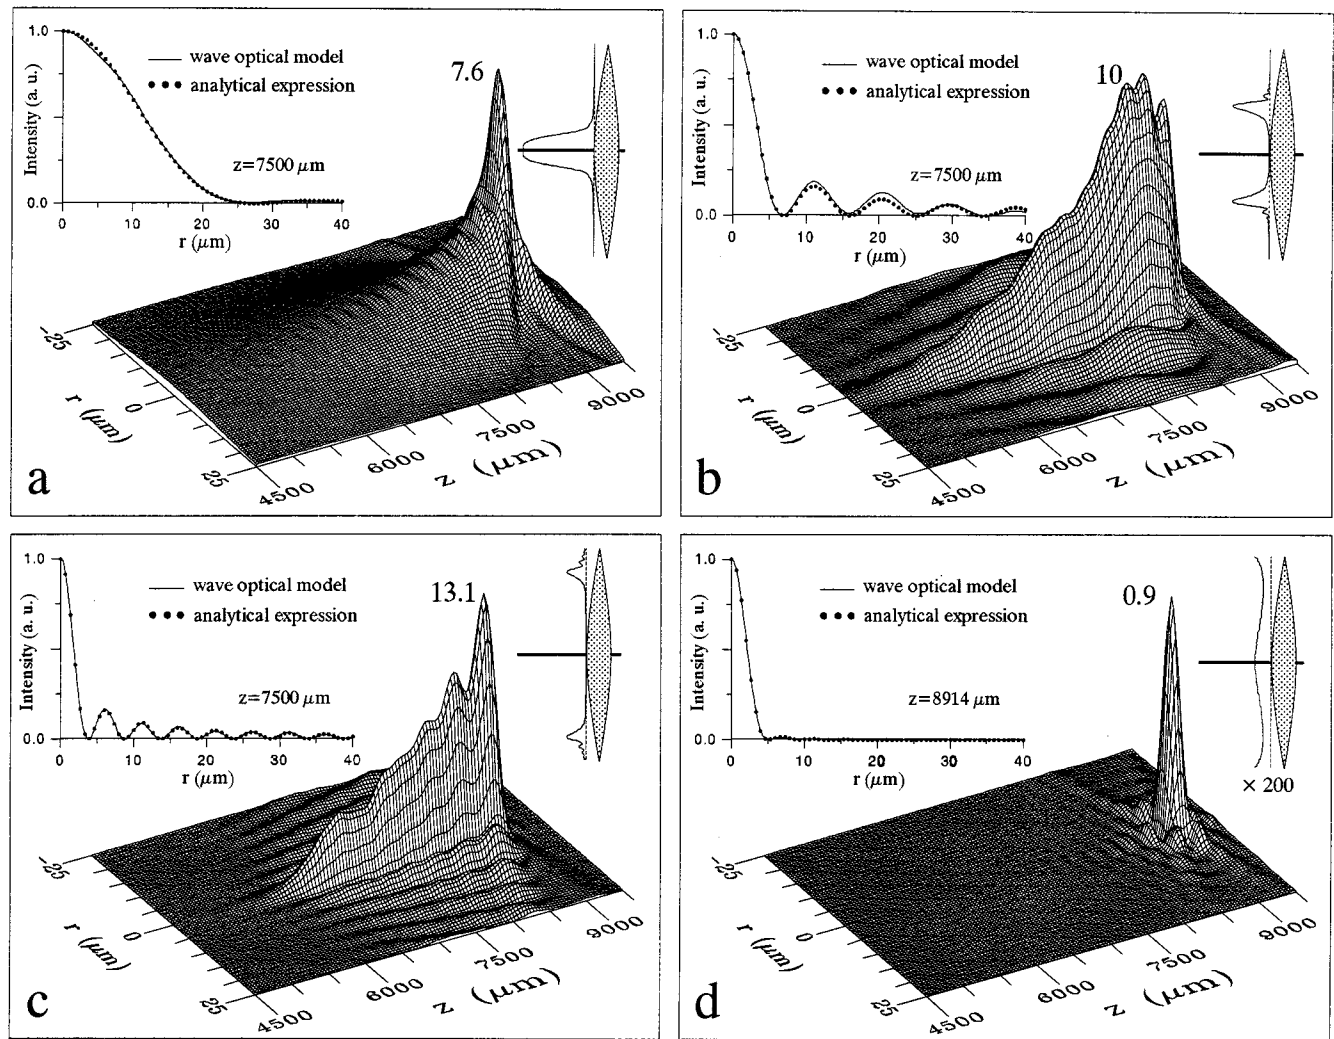 1.0
Intensity (a. u.)
0.0
wave optical model
analytical expression
z=7500 μm
0 10 20 30 40
r (μm)
7.6
-25
0
25
r (μm)
4500
6000
7500
9000
z (μm)
a
1.0
Intensity (a. u.)
0.0
wave optical model
analytical expression
z=7500 μm
0 10 20 30 40
r (μm)
10
-25
0
25
r (μm)
4500
6000
7500
9000
z (μm)
b
1.0
Intensity (a. u.)
0.0
wave optical model
analytical expression
z=7500 μm
0 10 20 30 40
r (μm)
13.1
-25
0
25
r (μm)
4500
6000
7500
9000
z (μm)
c
1.0
Intensity (a. u.)
0.0
wave optical model
analytical expression
z=8914 μm
0 10 20 30 40
r (μm)
0.9
× 200
-25
0
25
r (μm)
4500
6000
7500
9000
z (μm)
d